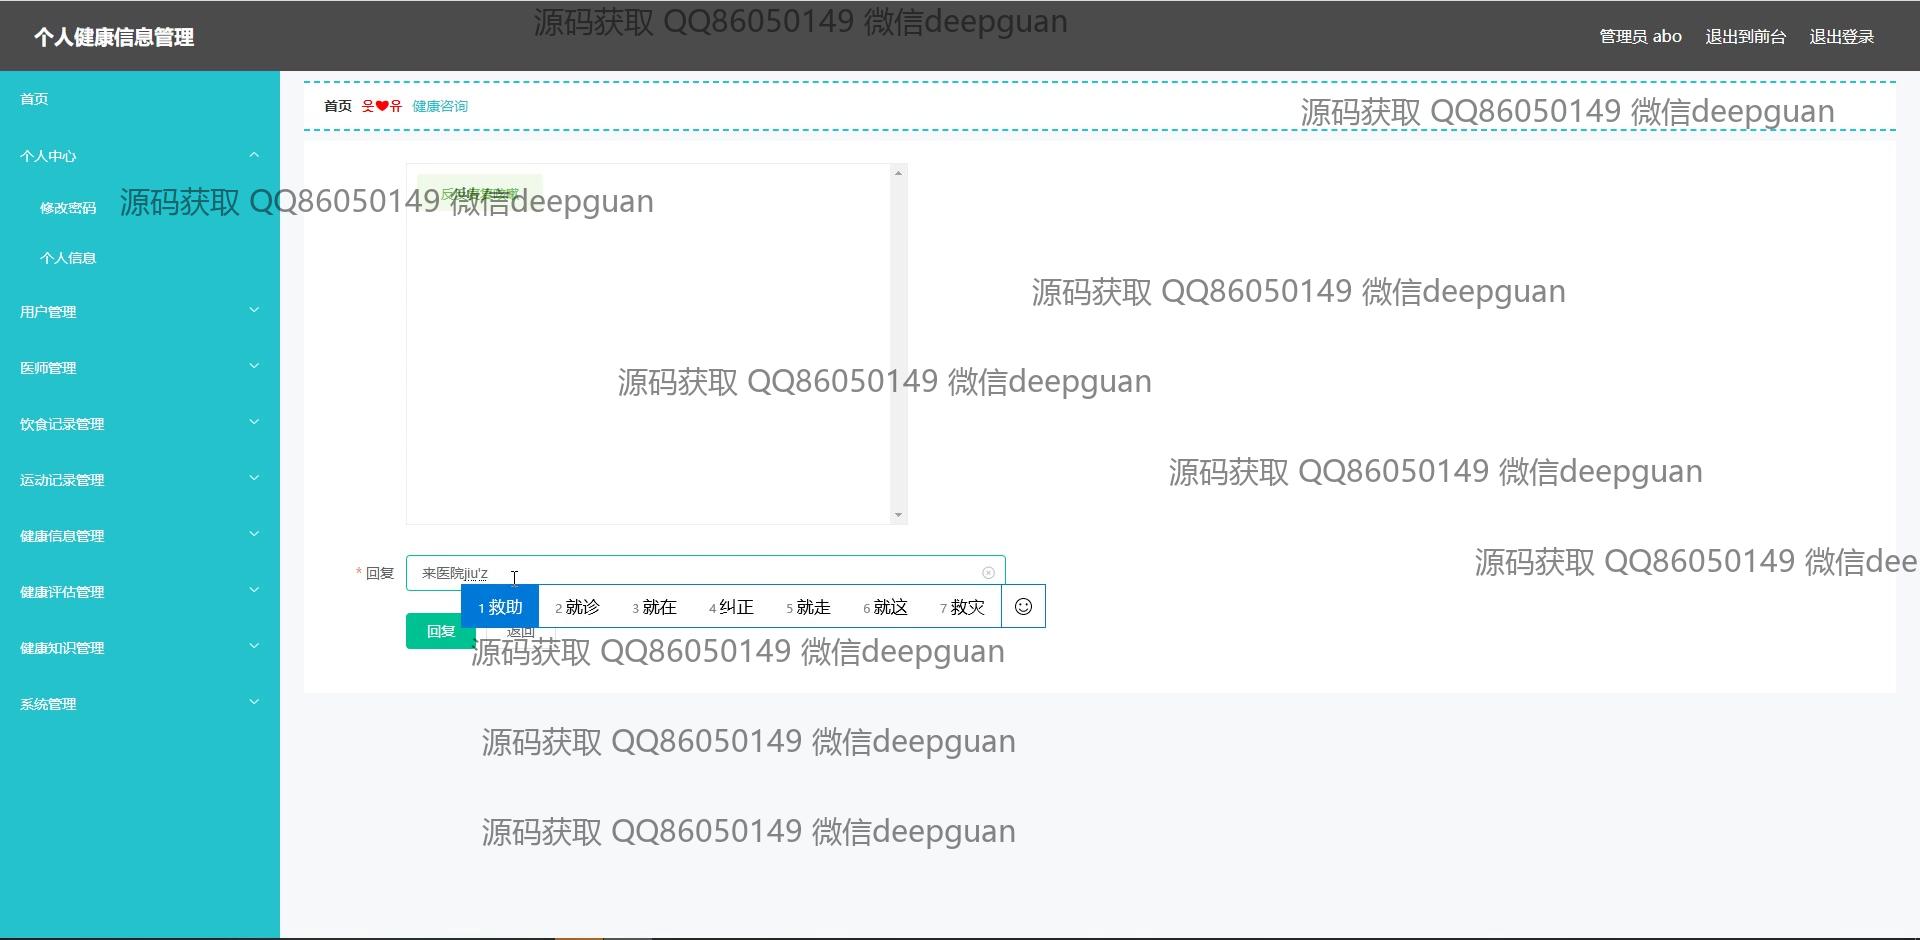 源码获取 QQ86050149 微信deepguan
个人健康信息管理
管理员 abo 退出到前台 退出登录
首页
个人中心
修改密码
个人信息
用户管理
医师管理
饮食记录管理
运动记录管理
健康信息管理
健康评估管理
健康知识管理
系统管理
首页 웃❤유 健康咨询
源码获取 QQ86050149 微信deepguan
源码获取 QQ86050149 微信deepguan
源码获取 QQ86050149 微信deepguan
源码获取 QQ86050149 微信deepguan
源码获取 QQ86050149 微信deepguan
源码获取 QQ86050149 微信dee
* 回复 来医院jiu'z
1 救助 2 就诊 3 就在 4 纠正 5 就走 6 就这 7 救灾
回复 返回
源码获取 QQ86050149 微信deepguan
源码获取 QQ86050149 微信deepguan
源码获取 QQ86050149 微信deepguan